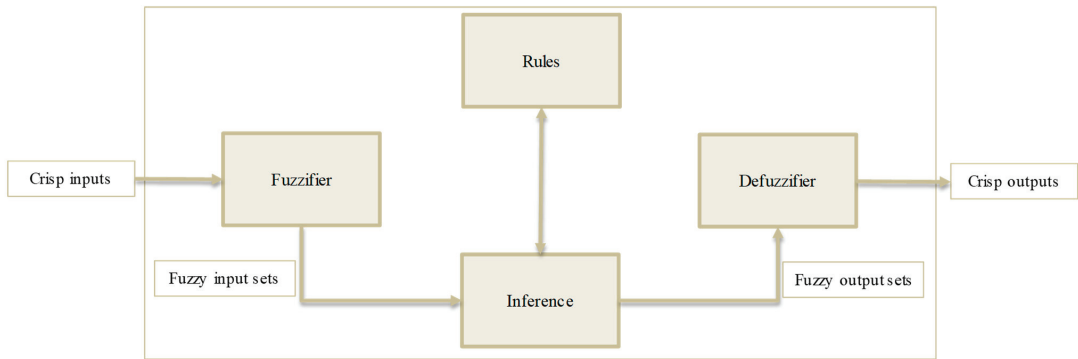 Rules
Crisp inputs
Fuzzifier
Defuzzifier
Crisp outputs
Fuzzy input sets
Inference
Fuzzy output sets